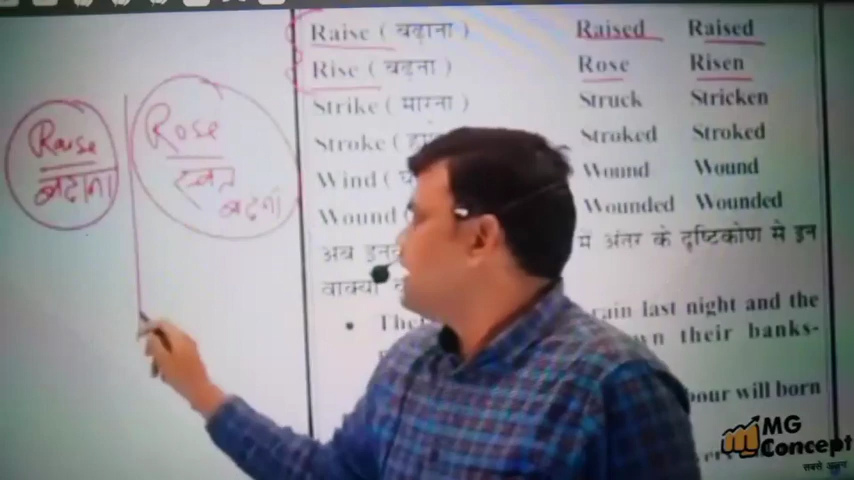 Raise ( बढ़ाना ) Raised Raised
Rise ( बढ़ना ) Rose Risen
Strike ( मारना ) Struck Stricken
Stroke ( Stroked Stroked
Wind ( Wound Wound
Wound ( Wounded Wounded
अब में अंतर के दृष्टिकोण से इन
वाक्यों
• rain last night and the
their banks-
will born
Raise
बढ़ाना
Rose
स्वतः
बढ़ना
MG
Concept